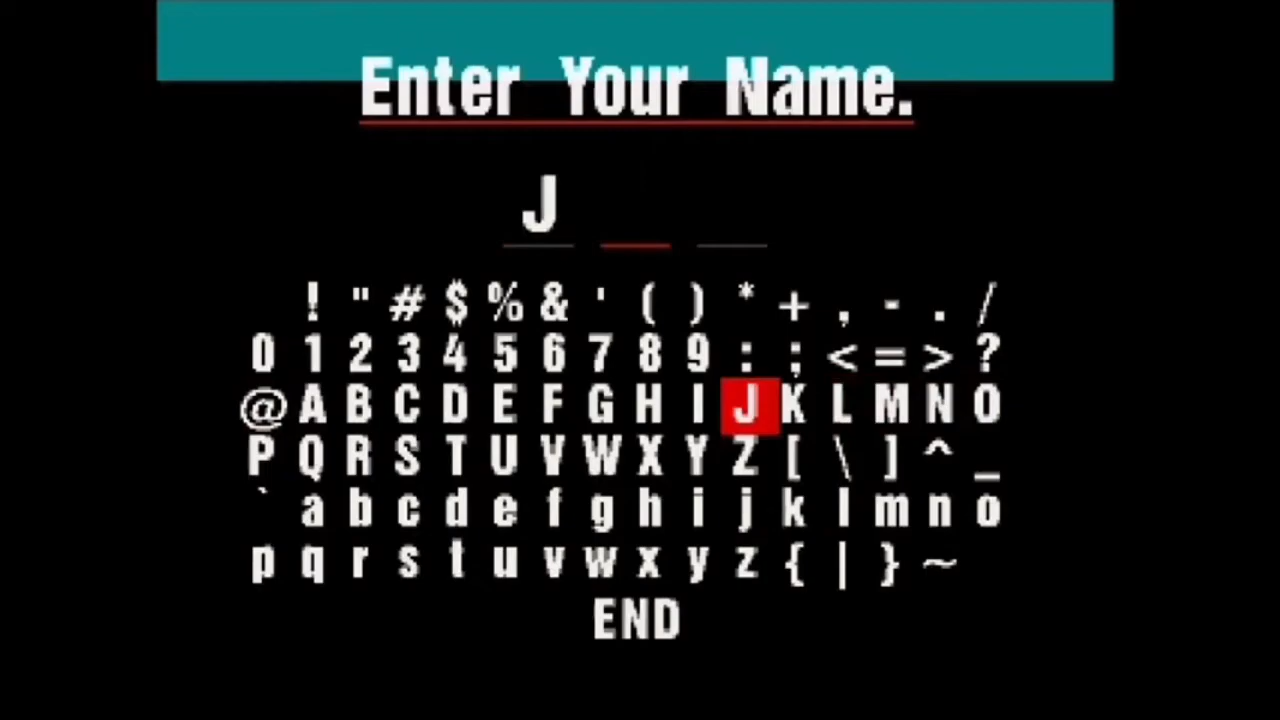 Enter Your Name.
J
! " # $ % & ' ( ) * + , - . /
0 1 2 3 4 5 6 7 8 9 : ; < = > ?
@ A B C D E F G H I J K L M N O
P Q R S T U V W X Y Z [ \ ] ^ _
` a b c d e f g h i j k l m n o
p q r s t u v w x y z { | } ~
END